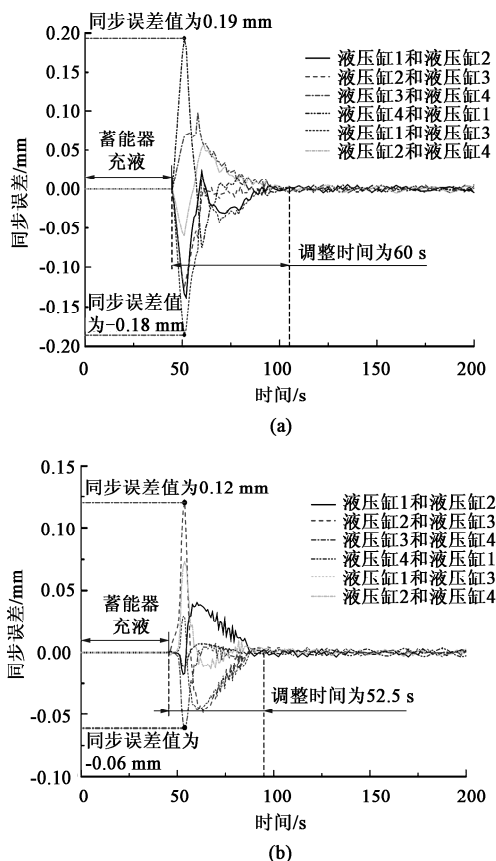 同步误差值为0.19 mm
0.20
0.15
0.10
0.05
0.00
-0.05
-0.10
-0.15
-0.20
同步误差/mm
液压缸1和液压缸2
液压缸2和液压缸3
液压缸3和液压缸4
液压缸4和液压缸1
液压缸1和液压缸3
液压缸2和液压缸4
蓄能器
充液
调整时间为60 s
同步误差值
为-0.18 mm
0
50
100
150
200
时间/s
(a)
0.15
0.10
0.05
0.00
-0.05
-0.10
同步误差/mm
同步误差值为0.12 mm
液压缸1和液压缸2
液压缸2和液压缸3
液压缸3和液压缸4
液压缸4和液压缸1
液压缸1和液压缸3
液压缸2和液压缸4
蓄能器
充液
调整时间为52.5 s
同步误差值为
-0.06 mm
0
50
100
150
200
时间/s
(b)